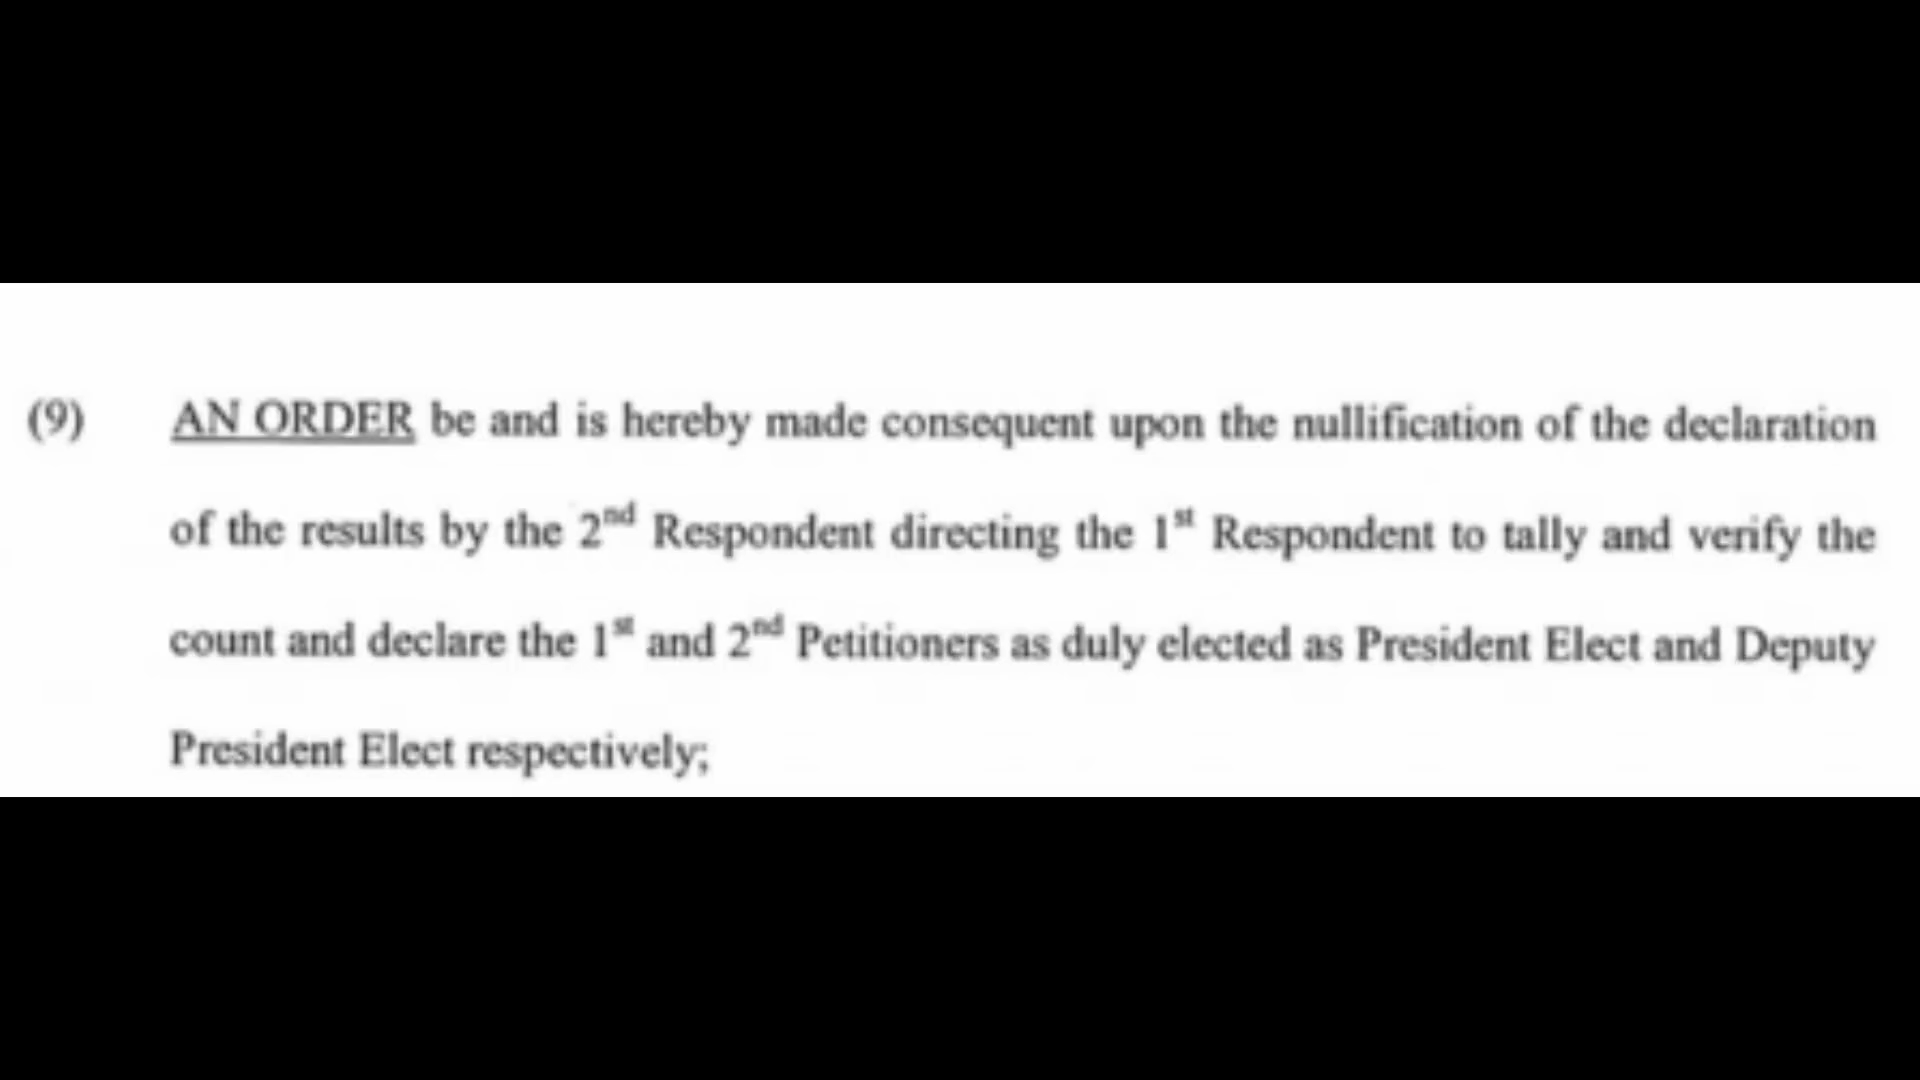 (9) AN ORDER be and is hereby made consequent upon the nullification of the declaration
of the results by the 2nd Respondent directing the 1st Respondent to tally and verify the
count and declare the 1st and 2nd Petitioners as duly elected as President Elect and Deputy
President Elect respectively;